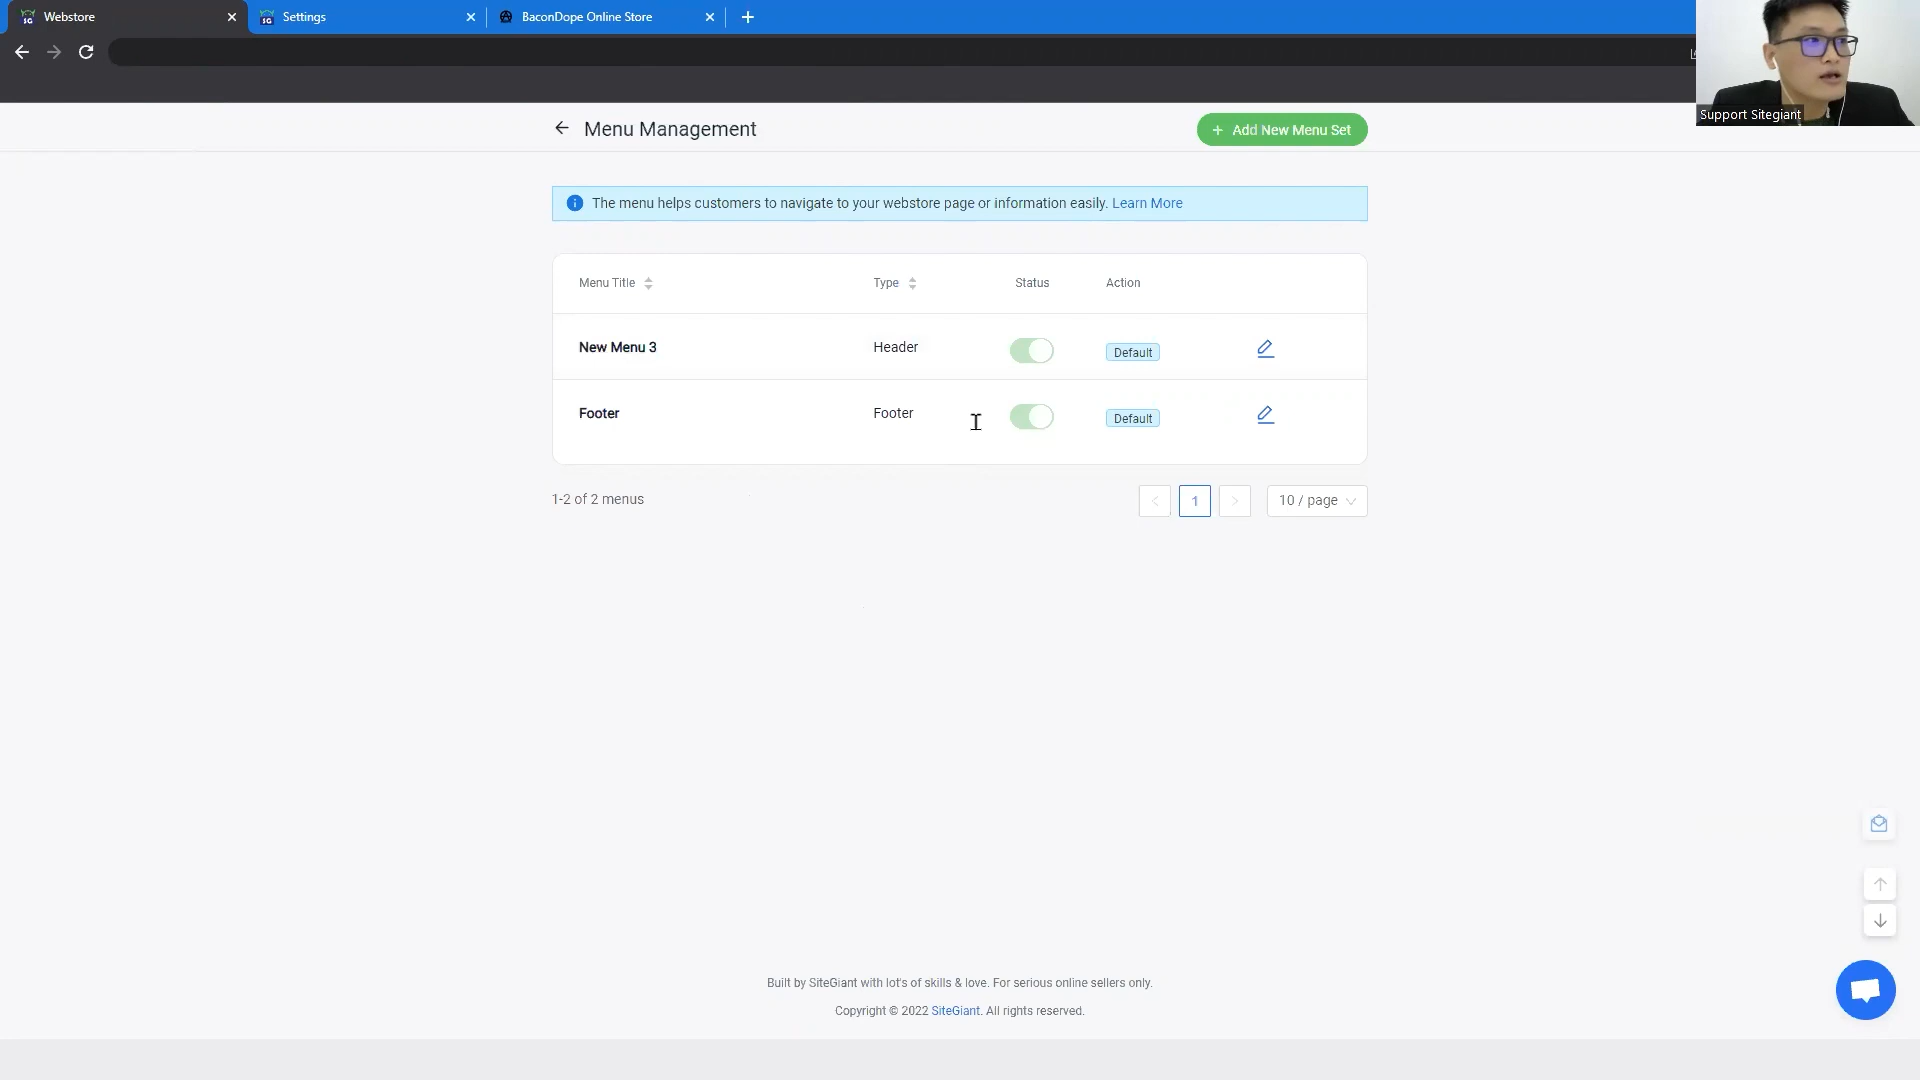 Webstore
Settings
BaconDope Online Store
Support Sitegiant
Menu Management
+ Add New Menu Set
The menu helps customers to navigate to your webstore page or information easily. Learn More
Menu Title Type Status Action
New Menu 3 Header Default
Footer Footer Default
1-2 of 2 menus
< 1 > 10 / page
Built by SiteGiant with lot's of skills & love. For serious online sellers only.
Copyright © 2022 SiteGiant. All rights reserved.